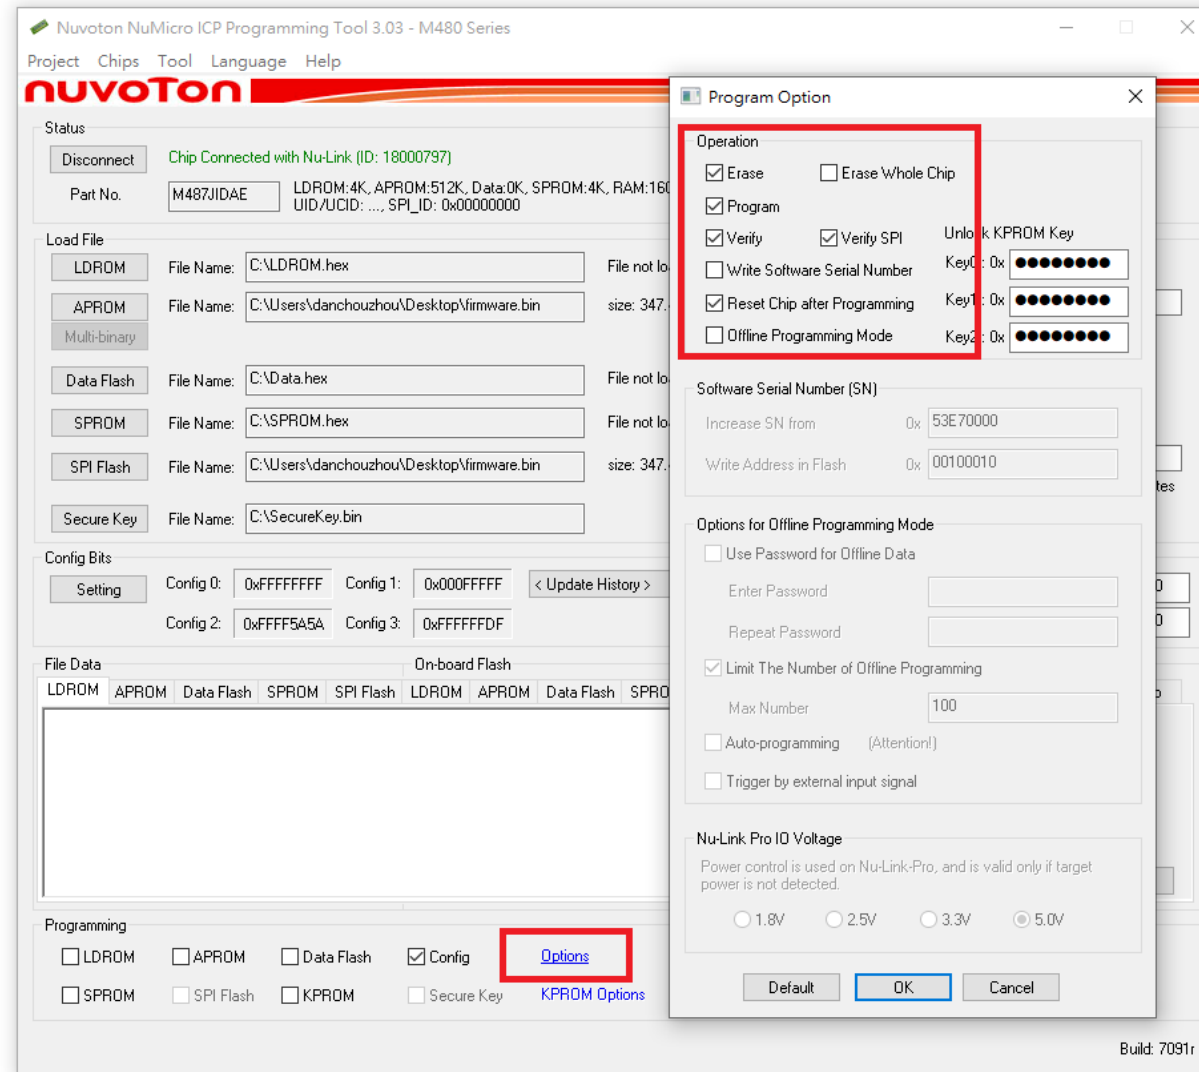 Nuvoton NuMicro ICP Programming Tool 3.03 - M480 Series
Project Chips Tool Language Help
nuvoTon
Status
Disconnect Chip Connected with Nu-Link (ID: 18000797)
Part No. M487JIDAE LDROM:4K, APROM:512K, Data:0K, SPROM:4K, RAM:160
UID/UCID: ..., SPI_ID: 0x00000000
Load File
LDROM File Name: C:\LDROM.hex File not lo
APROM File Name: C:\Users\danchouzhou\Desktop\firmware.bin size: 347.
Multi-binary
Data Flash File Name: C:\Data.hex File not lo
SPROM File Name: C:\SPROM.hex File not lo
SPI Flash File Name: C:\Users\danchouzhou\Desktop\firmware.bin size: 347.
tes
Secure Key File Name: C:\SecureKey.bin
Config Bits
Setting Config 0: 0xFFFFFFFF Config 1: 0x000FFFFF < Update History >
Config 2: 0xFFFF5A5A Config 3: 0xFFFFFFDF
File Data On-board Flash
LDROM APROM Data Flash SPROM SPI Flash LDROM APROM Data Flash SPRO
Programming
LDROM APROM Data Flash Config Options
SPROM SPI Flash KPROM Secure Key KPROM Options
Build: 7091r
Program Option
Operation
Erase Erase Whole Chip
Program
Verify Verify SPI Unlock KPROM Key
Write Software Serial Number Key0: 0x ●●●●●●●●
Reset Chip after Programming Key1: 0x ●●●●●●●●
Offline Programming Mode Key2: 0x ●●●●●●●●
Software Serial Number (SN)
Increase SN from 0x 53E70000
Write Address in Flash 0x 00100010
Options for Offline Programming Mode
Use Password for Offline Data
Enter Password
Repeat Password
Limit The Number of Offline Programming
Max Number 100
Auto-programming (Attention!)
Trigger by external input signal
Nu-Link Pro IO Voltage
Power control is used on Nu-Link-Pro, and is valid only if target
power is not detected.
1.8V 2.5V 3.3V 5.0V
Default OK Cancel